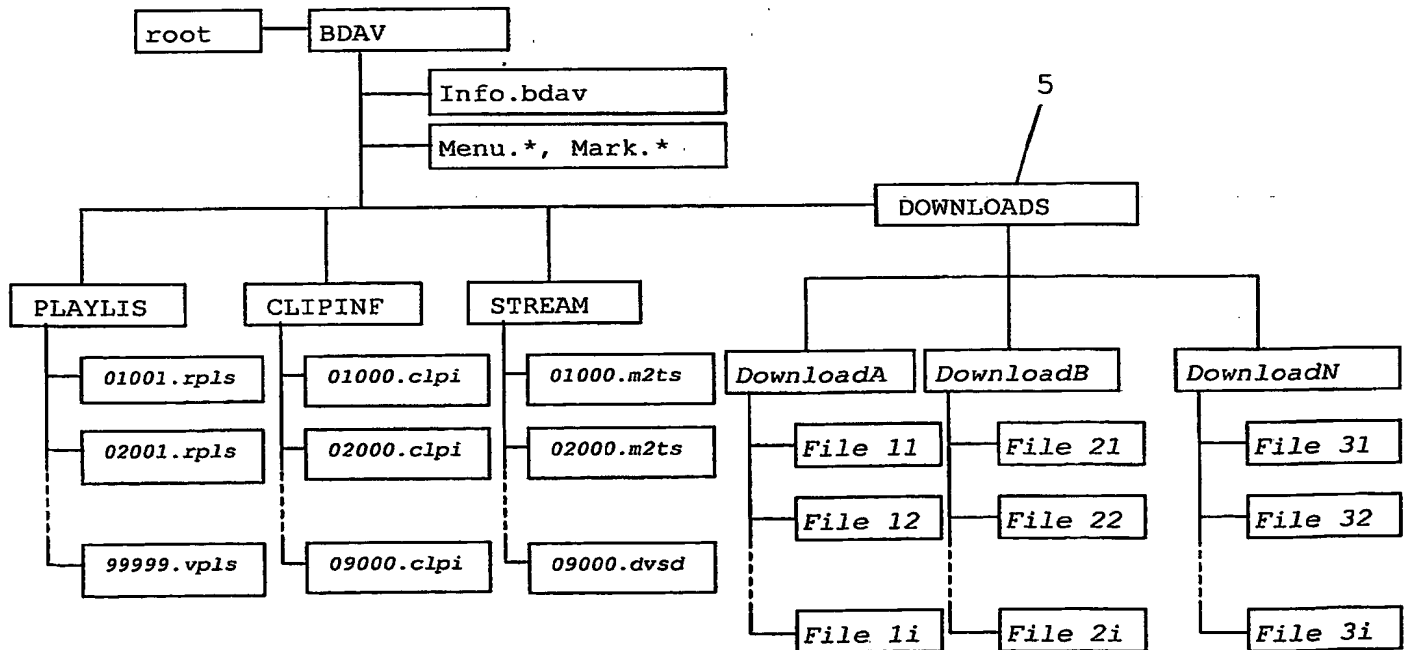 root
BDAV
Info.bdav
Menu.*, Mark.*
5
DOWNLOADS
PLAYLIS
CLIPINF
STREAM
01001.rpls
01000.clpi
01000.m2ts
02001.rpls
02000.clpi
02000.m2ts
99999.vpls
09000.clpi
09000.dvsd
DownloadA
DownloadB
DownloadN
File 11
File 21
File 31
File 12
File 22
File 32
File 1i
File 2i
File 3i